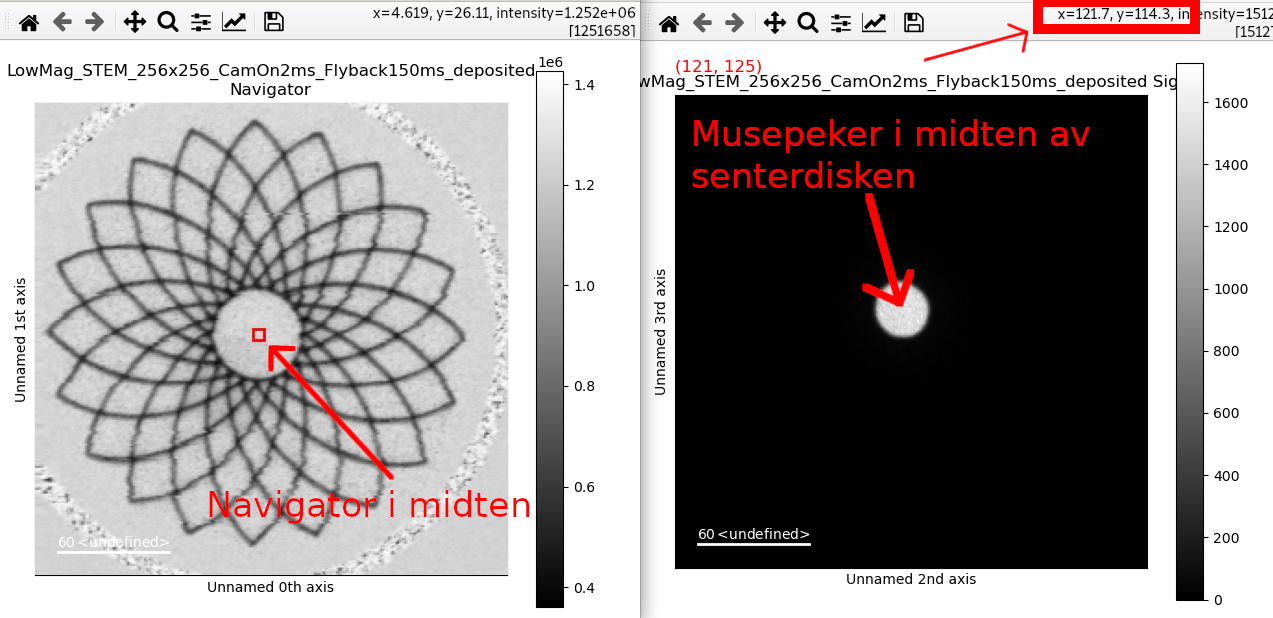 x=4.619, y=26.11, intensity=1.252e+06
[1251658]
LowMag_STEM_256x256_CamOn2ms_Flyback150ms_deposited
Navigator
1e6
1.4
1.2
1.0
0.8
0.6
0.4
Unnamed 1st axis
Navigator i midten
60 <undefined>
Unnamed 0th axis
x=121.7, y=114.3, intensity=1512
[1512
(121, 125)
wMag_STEM_256x256_CamOn2ms_Flyback150ms_deposited Sig
Musepeker i midten av
senterdisken
1600
1400
1200
1000
800
600
400
200
0
Unnamed 3rd axis
60 <undefined>
Unnamed 2nd axis